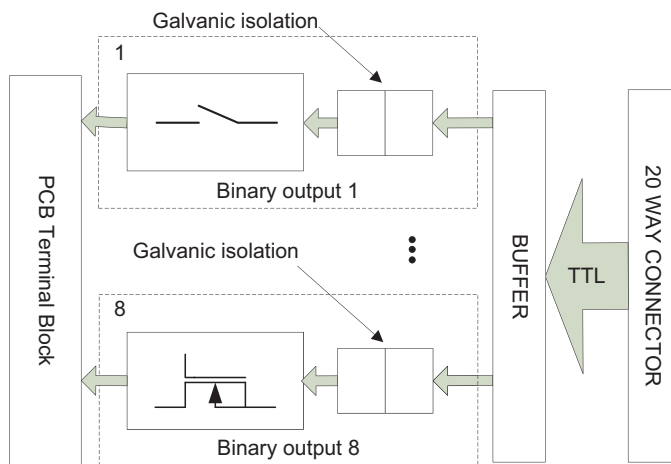 Galvanic isolation
1
Binary output 1
Galvanic isolation
8
Binary output 8
PCB Terminal Block
BUFFER
TTL
20 WAY CONNECTOR